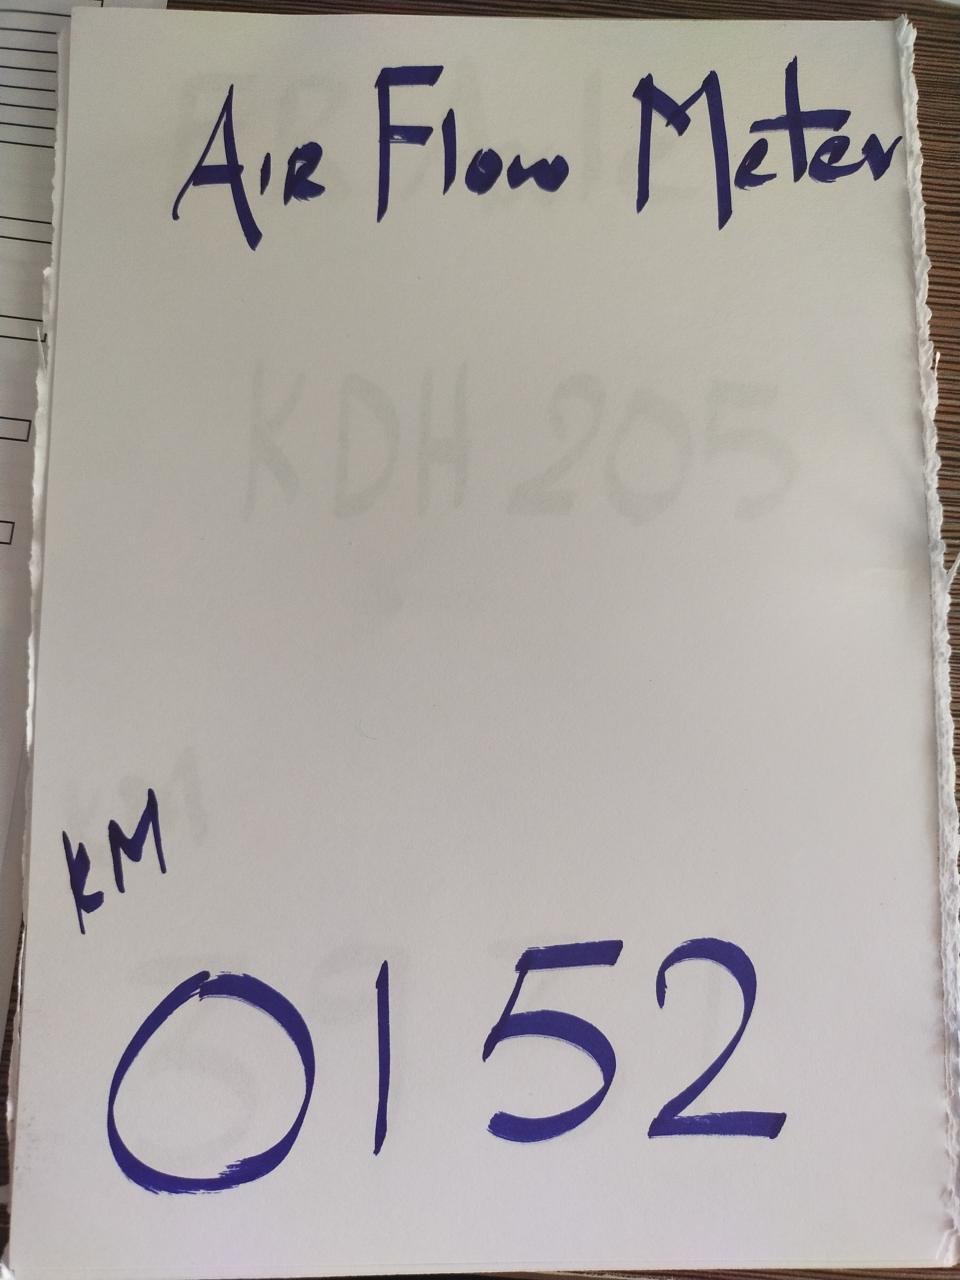 Air Flow Meter
KDH 205
KM
0152